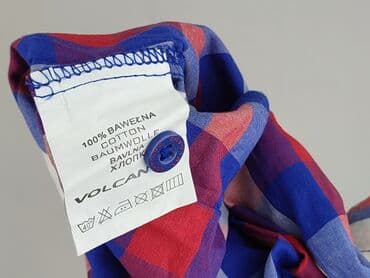 100% BAWEŁNA
COTTON
BAUMWOLLE
BAVLNA
ХЛОПОК
VOLCANO